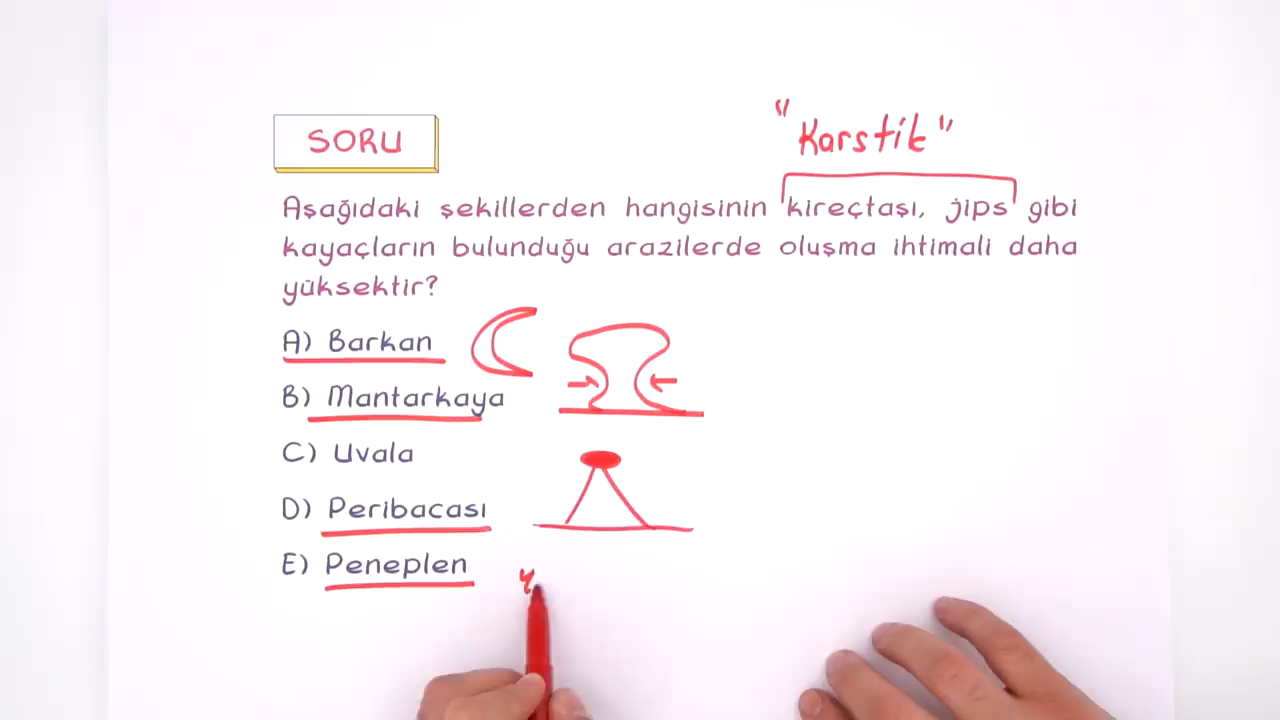 "Karstik"
SORU
Aşağıdaki şekillerden hangisinin kireçtaşı, jips gibi
kayaçların bulunduğu arazilerde oluşma ihtimali daha
yüksektir?
A) Barkan
B) Mantarkaya
C) Uvala
D) Peribacası
E) Peneplen
y